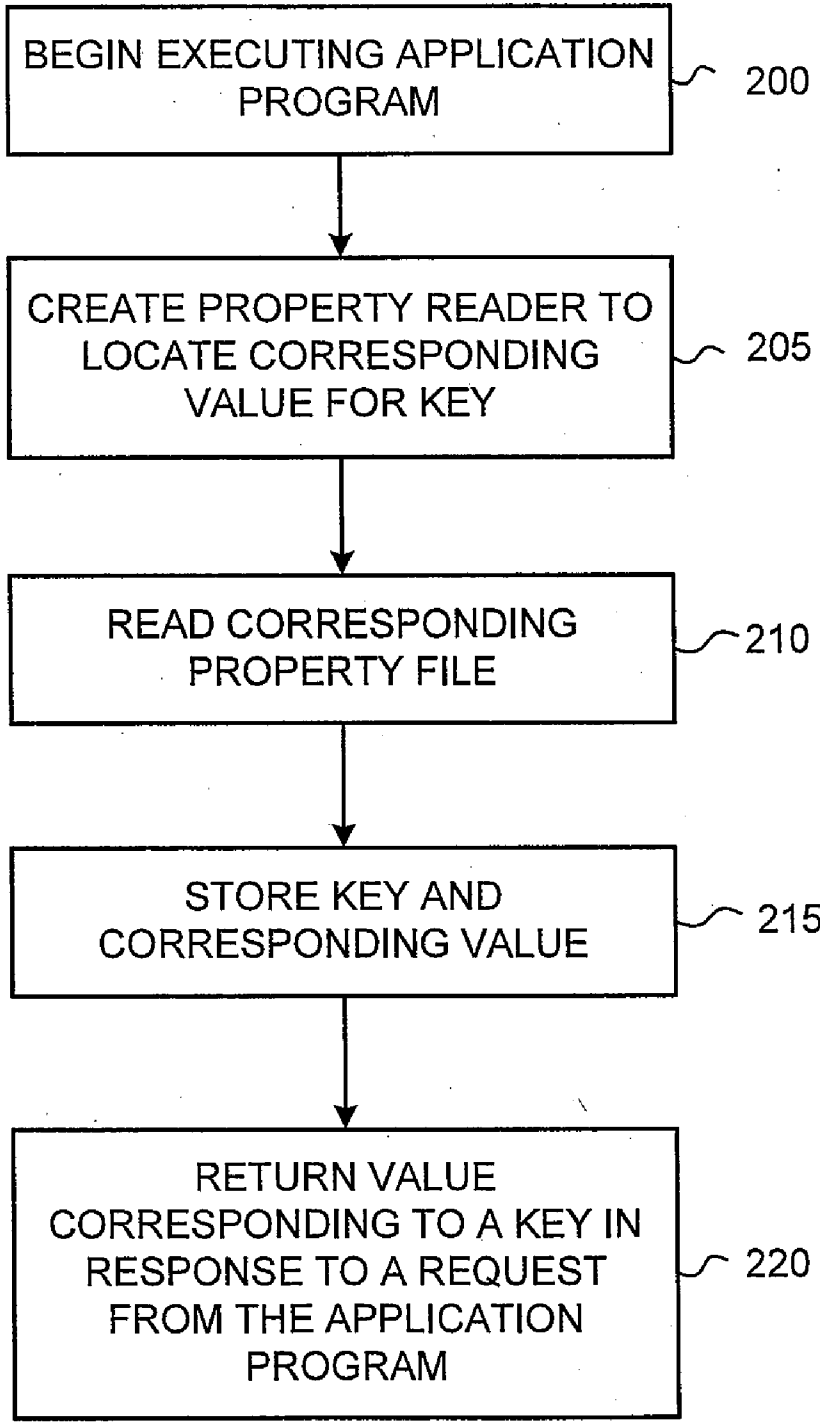 BEGIN EXECUTING APPLICATION
PROGRAM
200
CREATE PROPERTY READER TO
LOCATE CORRESPONDING
VALUE FOR KEY
205
READ CORRESPONDING
PROPERTY FILE
210
STORE KEY AND
CORRESPONDING VALUE
215
RETURN VALUE
CORRESPONDING TO A KEY IN
RESPONSE TO A REQUEST
FROM THE APPLICATION
PROGRAM
220